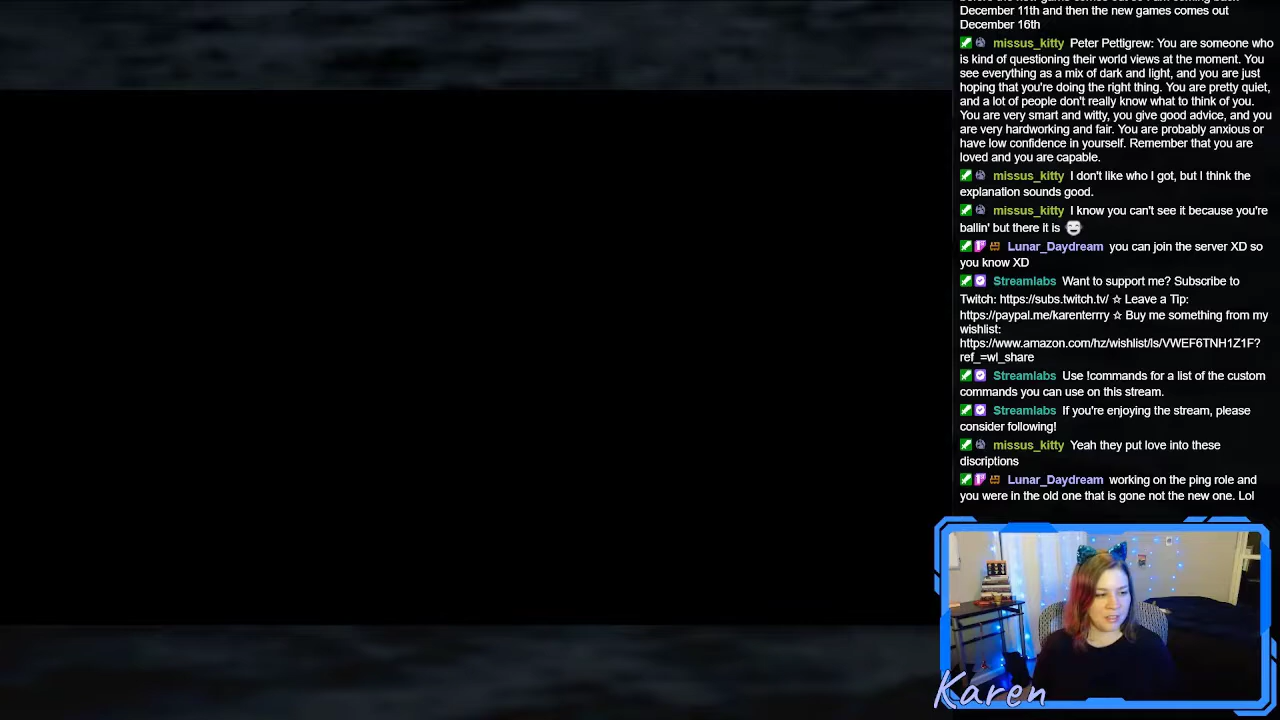 December 11th and then the new games comes out
December 16th
missus_kitty Peter Pettigrew: You are someone who
is kind of questioning their world views at the moment. You
see everything as a mix of dark and light, and you are just
hoping that you're doing the right thing. You are pretty quiet,
and a lot of people don't really know what to think of you.
You are very smart and witty, you give good advice, and you
are very hardworking and fair. You are probably anxious or
have low confidence in yourself. Remember that you are
loved and you are capable.
missus_kitty I don't like who I got, but I think the
explanation sounds good.
missus_kitty I know you can't see it because you're
ballin' but there it is
Lunar_Daydream you can join the server XD so
you know XD
Streamlabs Want to support me? Subscribe to
Twitch: https://subs.twitch.tv/ ☆ Leave a Tip:
https://paypal.me/karenterrry ☆ Buy me something from my
wishlist:
https://www.amazon.com/hz/wishlist/ls/VWEF6TNH1Z1F?
ref_=wl_share
Streamlabs Use !commands for a list of the custom
commands you can use on this stream.
Streamlabs If you're enjoying the stream, please
consider following!
missus_kitty Yeah they put love into these
discriptions
Lunar_Daydream working on the ping role and
you were in the old one that is gone not the new one. Lol
Karen